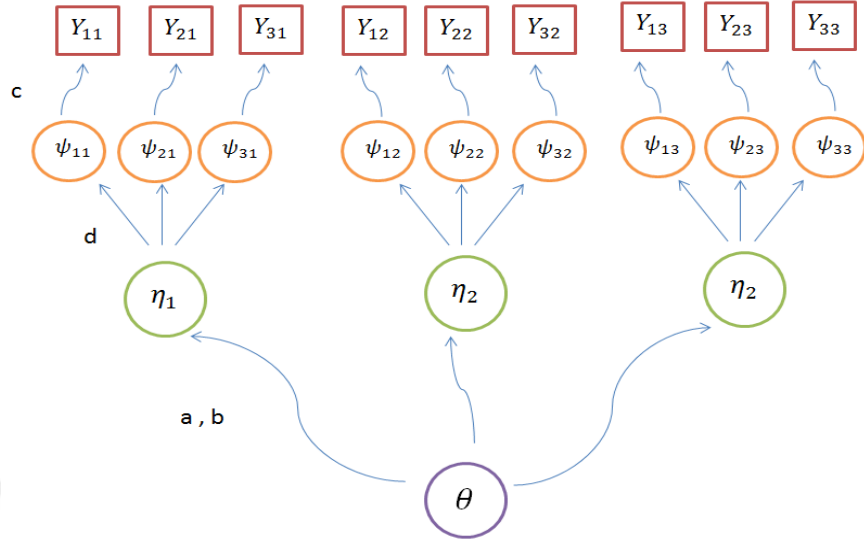 Y₁₁ Y₂₁ Y₃₁ Y₁₂ Y₂₂ Y₃₂ Y₁₃ Y₂₃ Y₃₃
c
ψ₁₁ ψ₂₁ ψ₃₁ ψ₁₂ ψ₂₂ ψ₃₂ ψ₁₃ ψ₂₃ ψ₃₃
d
η₁ η₂ η₂
a , b
θ